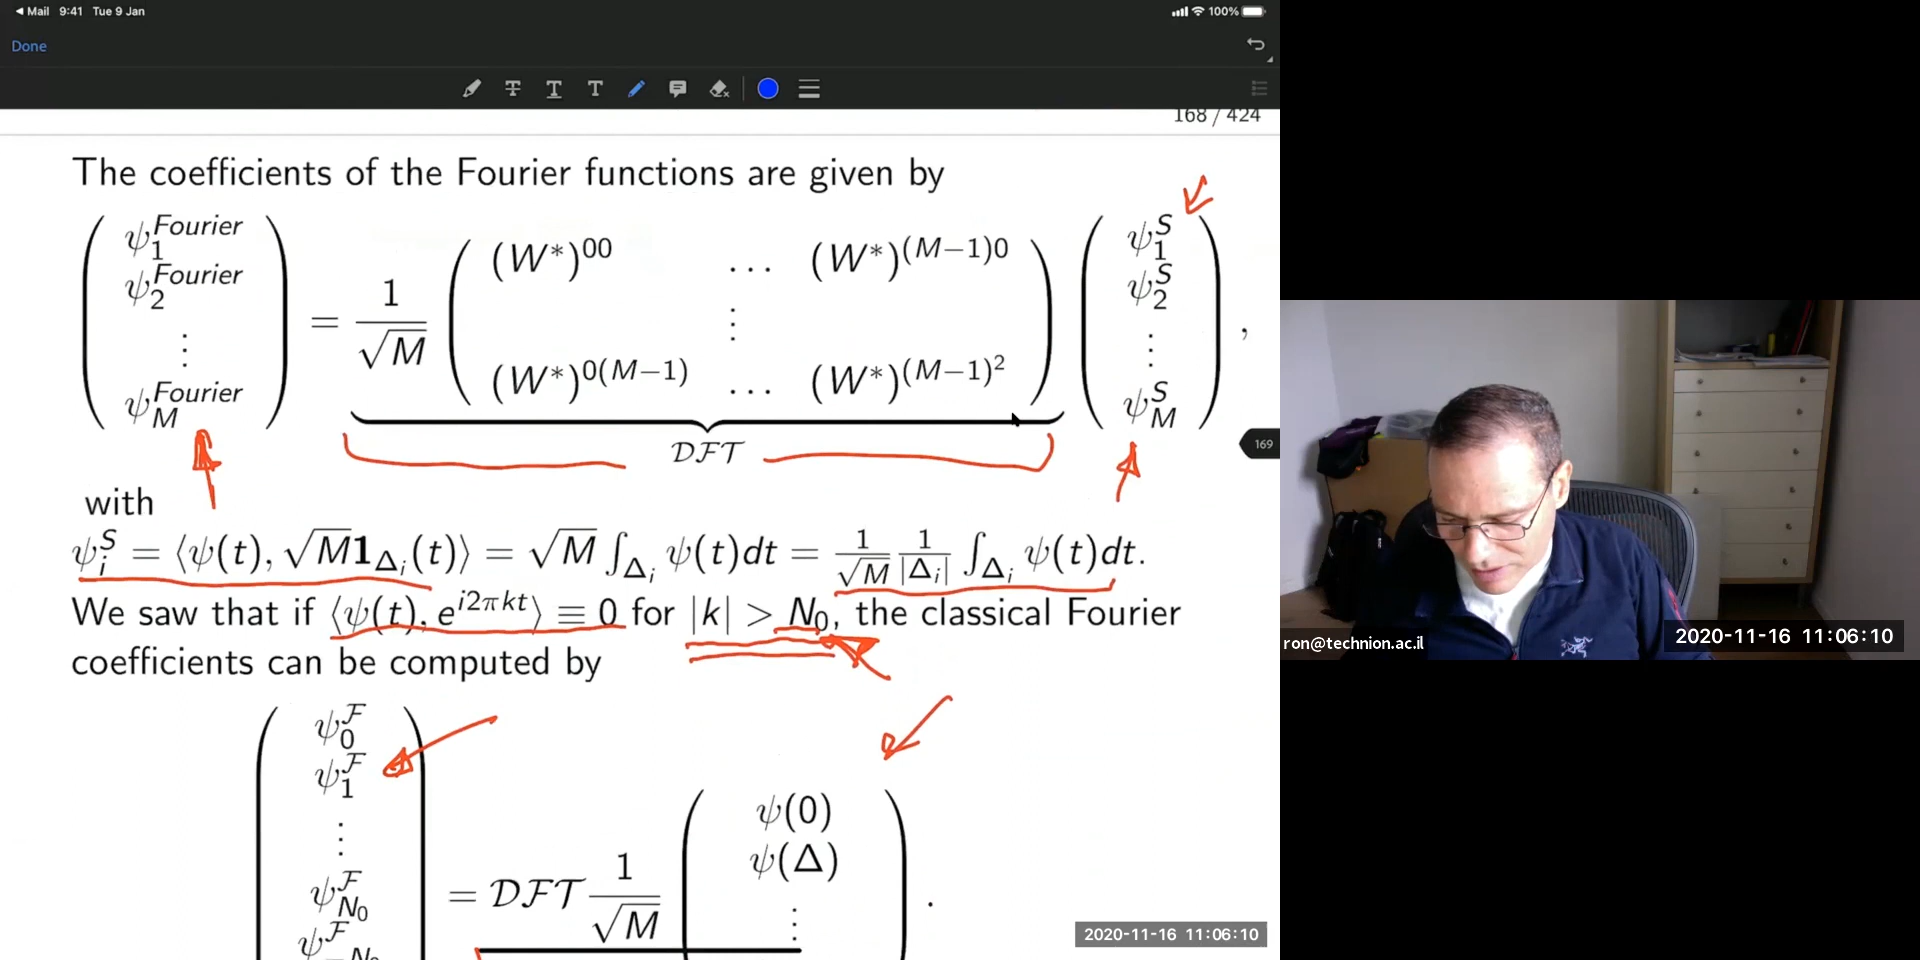 Mail 9:41 Tue 9 Jan
100%
Done
168 / 424
The coefficients of the Fourier functions are given by
ψ_1^Fourier
ψ_2^Fourier
⋮
ψ_M^Fourier
= 1/√M
(W*)^00 … (W*)^(M−1)0
⋮
(W*)^0(M−1) … (W*)^(M−1)^2
DFT
ψ_1^S
ψ_2^S
⋮
ψ_M^S
,
169
with
ψ_i^S = ⟨ψ(t), √M 1_Δi(t)⟩ = √M ∫_Δi ψ(t)dt = 1/√M 1/|Δi| ∫_Δi ψ(t)dt.
We saw that if ⟨ψ(t), e^i2πkt⟩ ≡ 0 for |k| > N_0, the classical Fourier
coefficients can be computed by
ψ_0^F
ψ_1^F
⋮
ψ_N0^F
= DFT 1/√M
ψ(0)
ψ(Δ)
⋮
.
ron@technion.ac.il
2020-11-16 11:06:10
2020-11-16 11:06:10